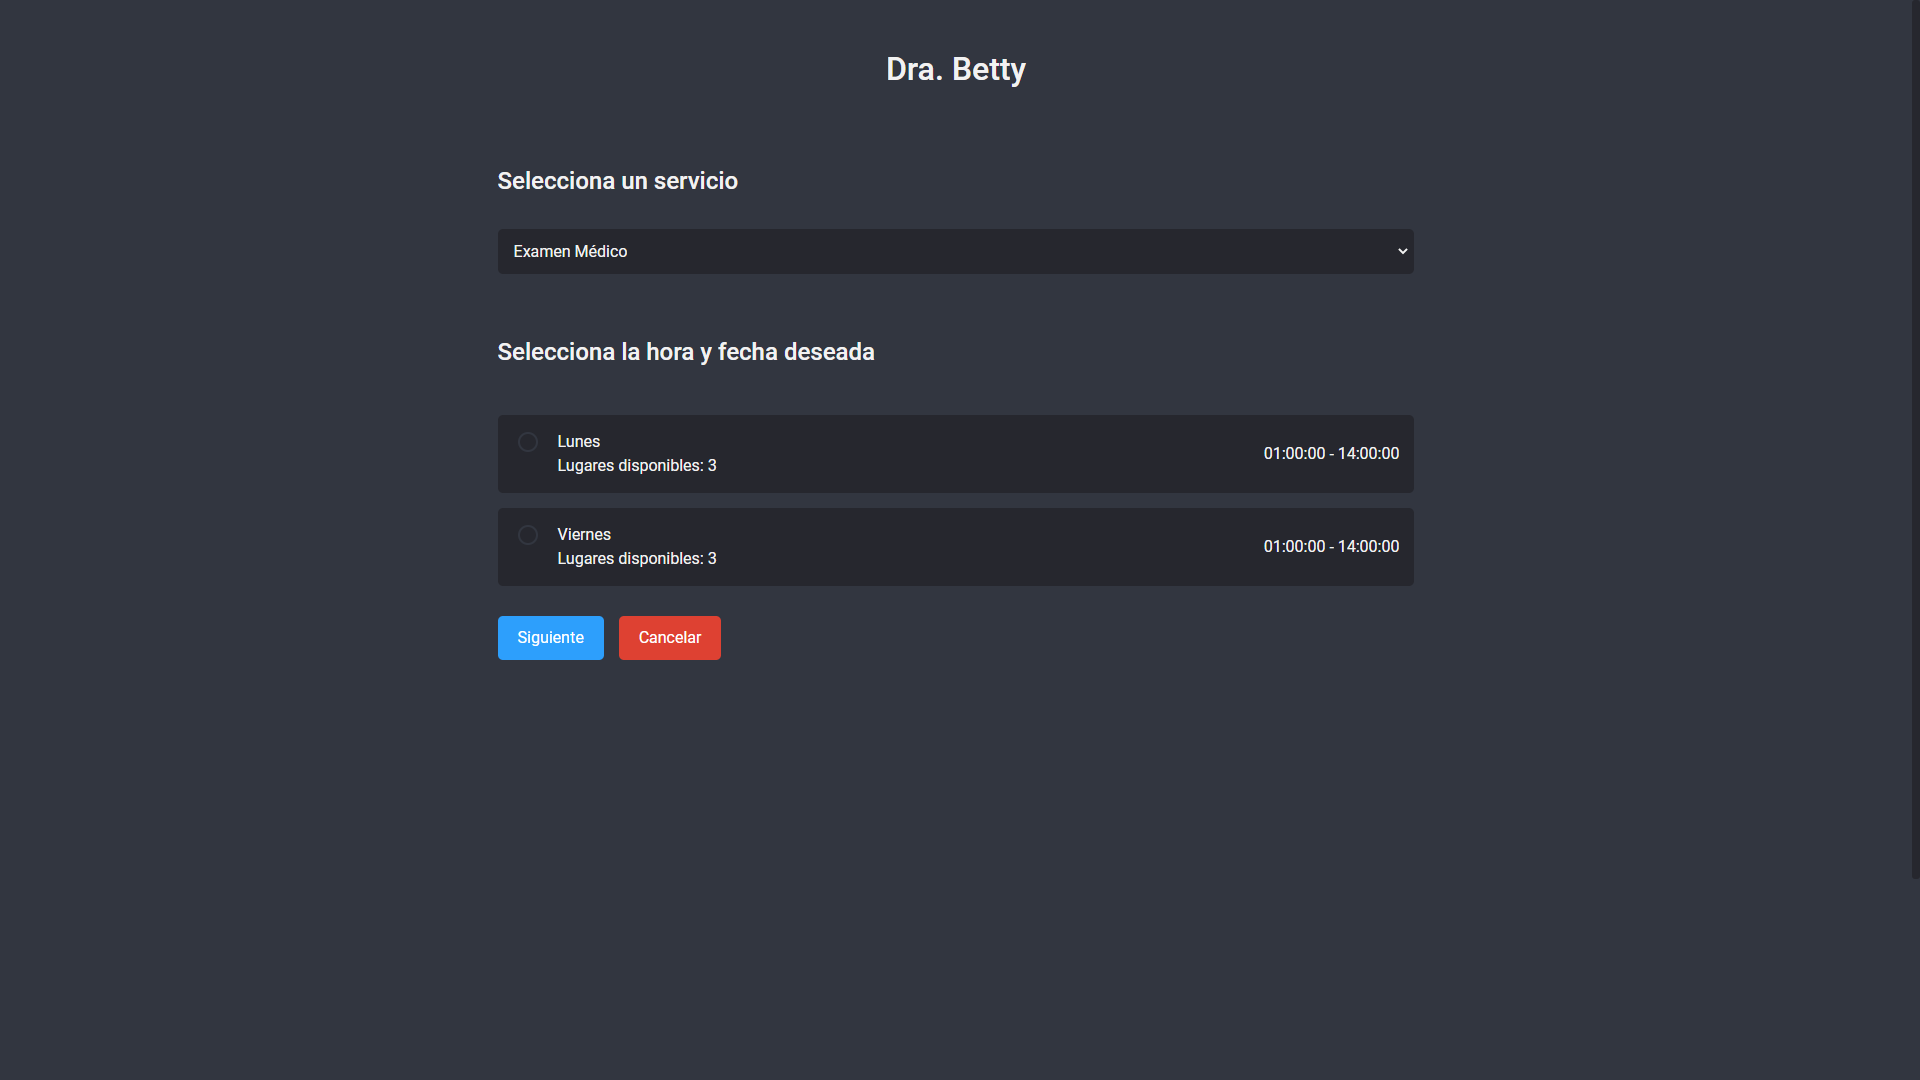 Dra. Betty
Selecciona un servicio
Examen Médico
Selecciona la hora y fecha deseada
Lunes
Lugares disponibles: 3
01:00:00 - 14:00:00
Viernes
Lugares disponibles: 3
01:00:00 - 14:00:00
Siguiente
Cancelar